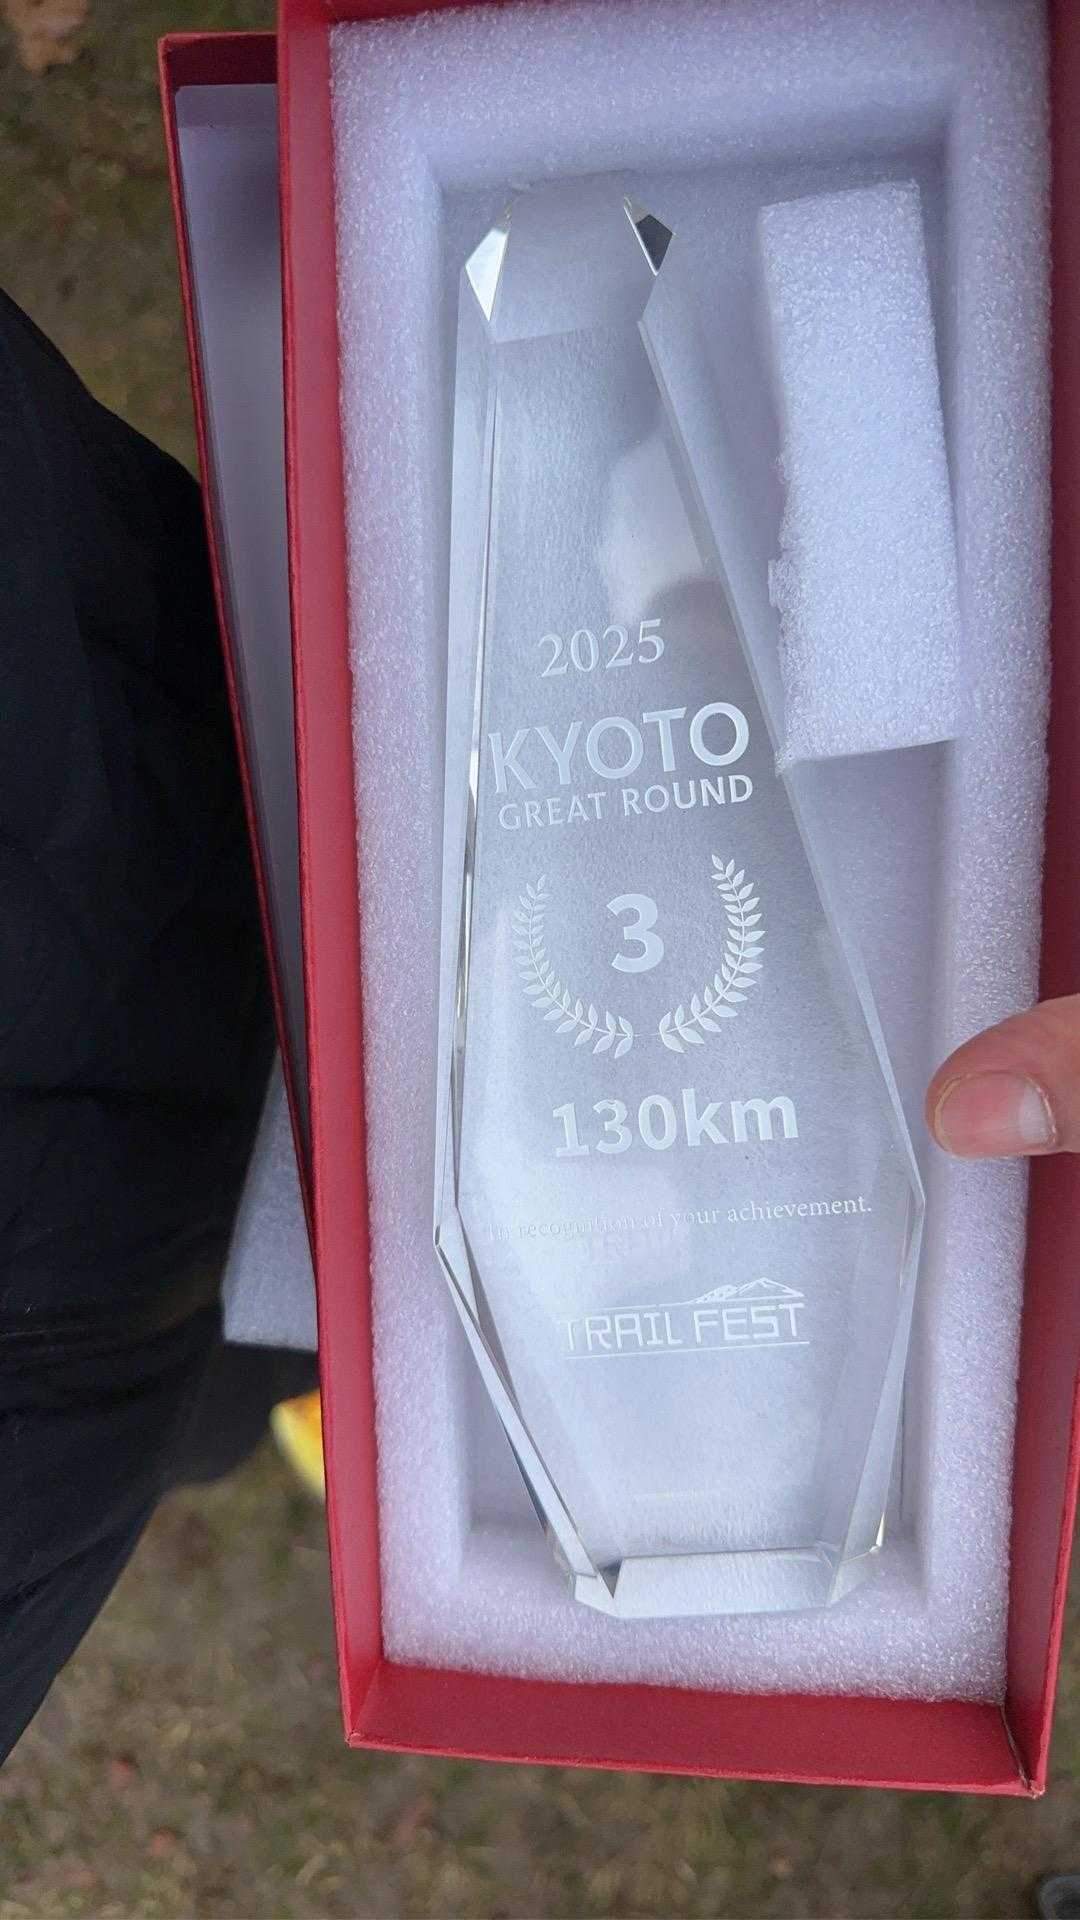 2025
KYOTO
GREAT ROUND
3
130km
In recognition of your achievement.
TRAIL FEST